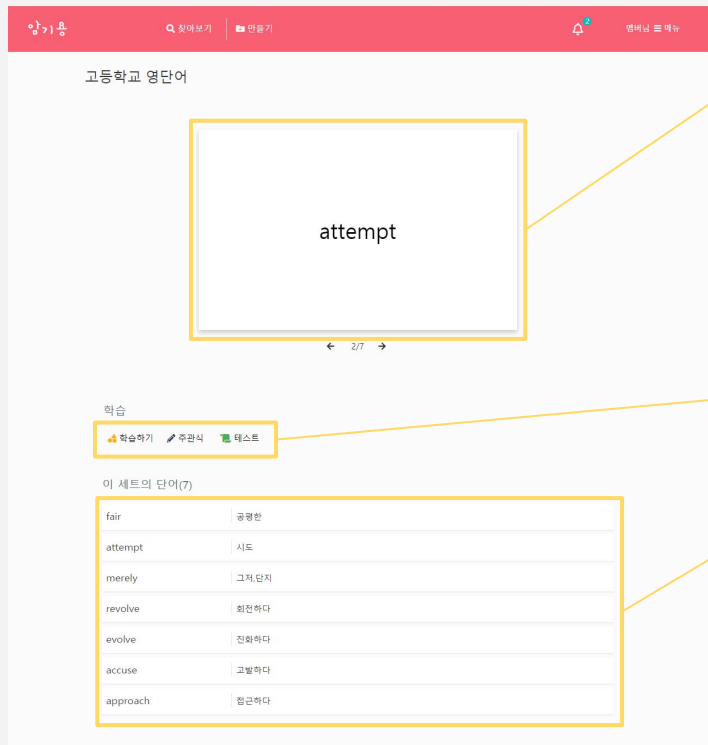 암기용
찾아보기 만들기
2
멤버님 메뉴
고등학교 영단어
attempt
2/7
학습
학습하기 주관식 테스트
이 세트의 단어(7)
fair 공평한
attempt 시도
merely 그저,단지
revolve 회전하다
evolve 진화하다
accuse 고발하다
approach 접근하다